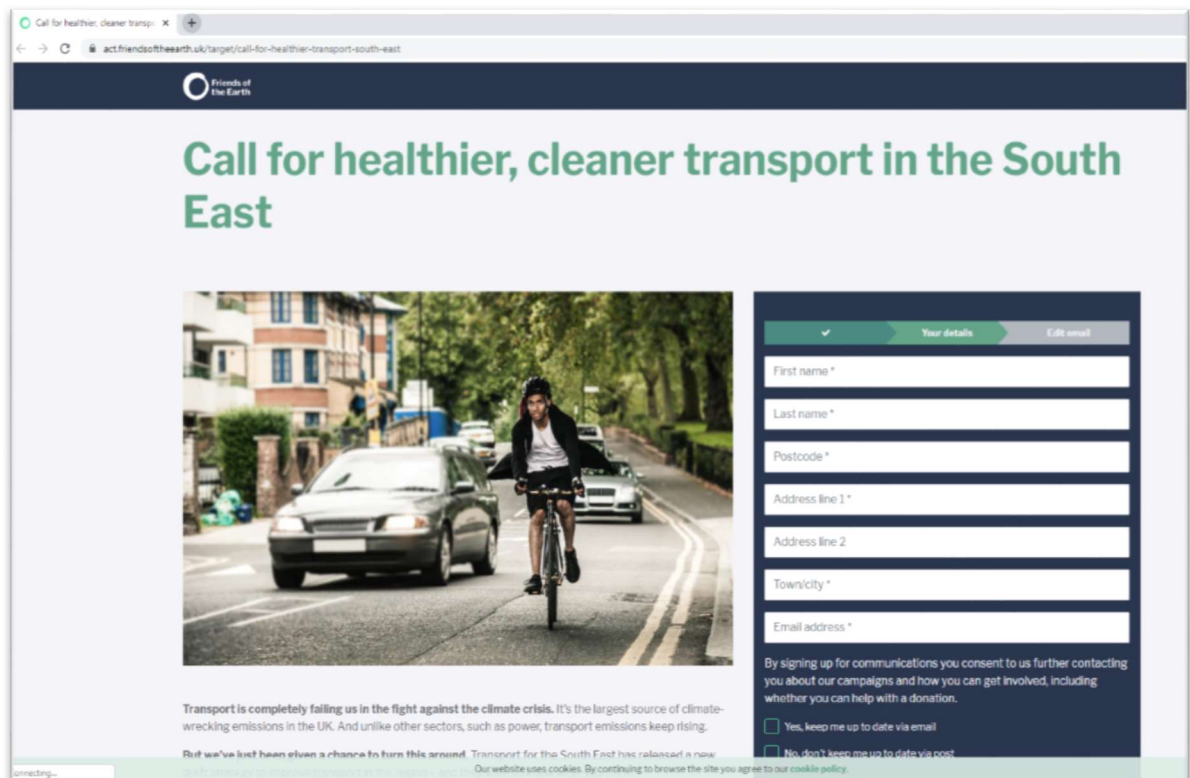 Call for healthier, cleaner transp
act.friendsoftheearth.uk/target/call-for-healthier-transport-south-east
Friends of
the Earth
Call for healthier, cleaner transport in the South
East
Your details
Edit email
First name *
Last name *
Postcode *
Address line 1 *
Address line 2
Town/city *
Email address *
By signing up for communications you consent to us further contacting
you about our campaigns and how you can get involved, including
whether you can help with a donation.
Yes, keep me up to date via email
No, don't keep me up to date via post
Transport is completely failing us in the fight against the climate crisis. It's the largest source of climate-
wrecking emissions in the UK. And unlike other sectors, such as power, transport emissions keep rising.
But we've just been given a chance to turn this around. Transport for the South East has released a new
Our website uses cookies. By continuing to browse the site you agree to our cookie policy.
onnecting...